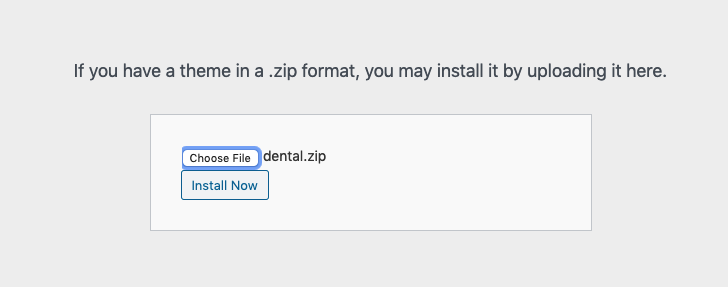 If you have a theme in a .zip format, you may install it by uploading it here.
Choose File dental.zip
Install Now